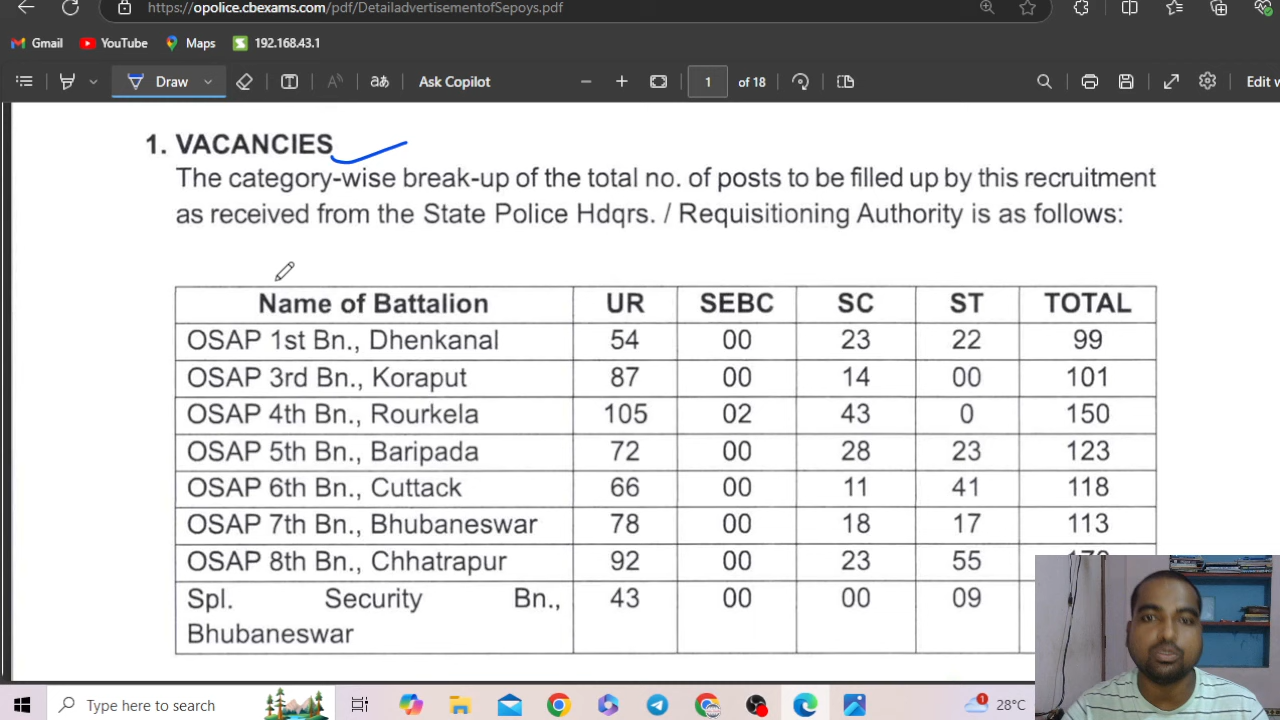 https://opolice.cbexams.com/pdf/DetailadvertisementofSepoys.pdf
Gmail YouTube Maps S 192.168.43.1
Draw aあ Ask Copilot 1 of 18 Edit w
1. VACANCIES
The category-wise break-up of the total no. of posts to be filled up by this recruitment
as received from the State Police Hdqrs. / Requisitioning Authority is as follows:
Name of Battalion UR SEBC SC ST TOTAL
OSAP 1st Bn., Dhenkanal 54 00 23 22 99
OSAP 3rd Bn., Koraput 87 00 14 00 101
OSAP 4th Bn., Rourkela 105 02 43 0 150
OSAP 5th Bn., Baripada 72 00 28 23 123
OSAP 6th Bn., Cuttack 66 00 11 41 118
OSAP 7th Bn., Bhubaneswar 78 00 18 17 113
OSAP 8th Bn., Chhatrapur 92 00 23 55
Spl. Security Bn., 43 00 00 09
Bhubaneswar
Type here to search 1 28°C